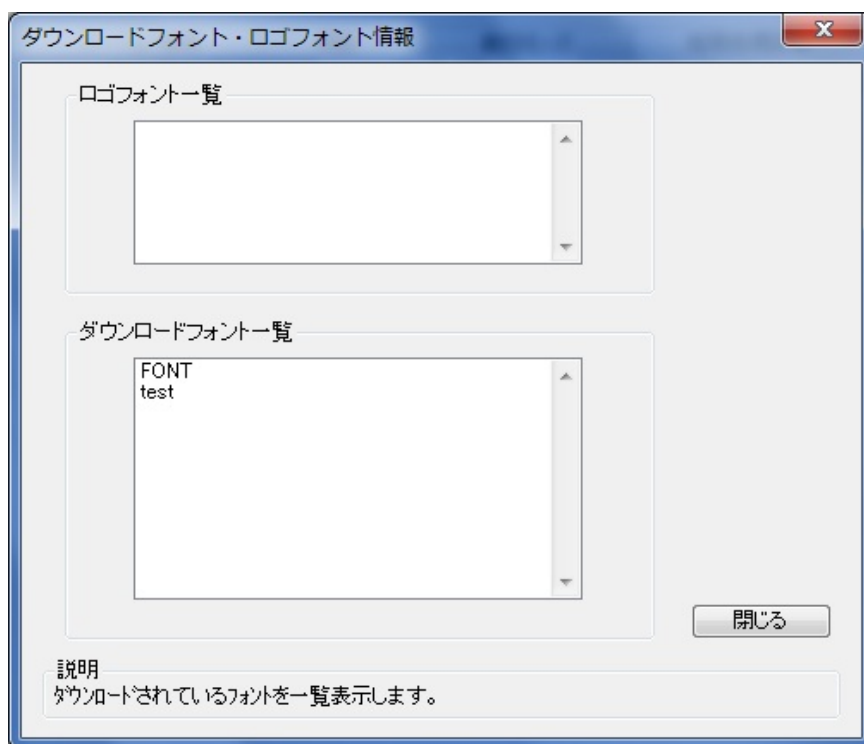 ダウンロードフォント・ロゴフォント情報
ロゴフォント一覧
ダウンロードフォント一覧
FONT
test
閉じる
説明
ﾀﾞｳﾝﾛｰﾄﾞされているﾌｫﾝﾄを一覧表示します。